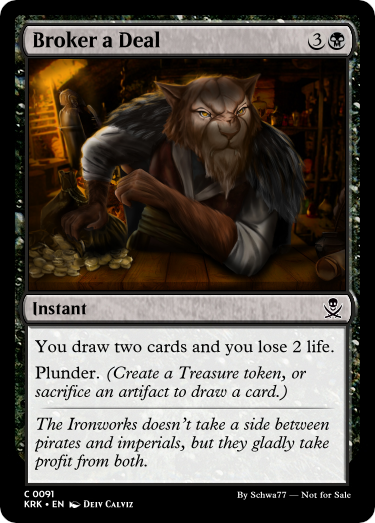 Broker a Deal 3
Instant
You draw two cards and you lose 2 life.
Plunder. (Create a Treasure token, or
sacrifice an artifact to draw a card.)
The Ironworks doesn't take a side between
pirates and imperials, but they gladly take
profit from both.
C 0091
KRK • EN Deiv Calviz
By Schwa77 — Not for Sale